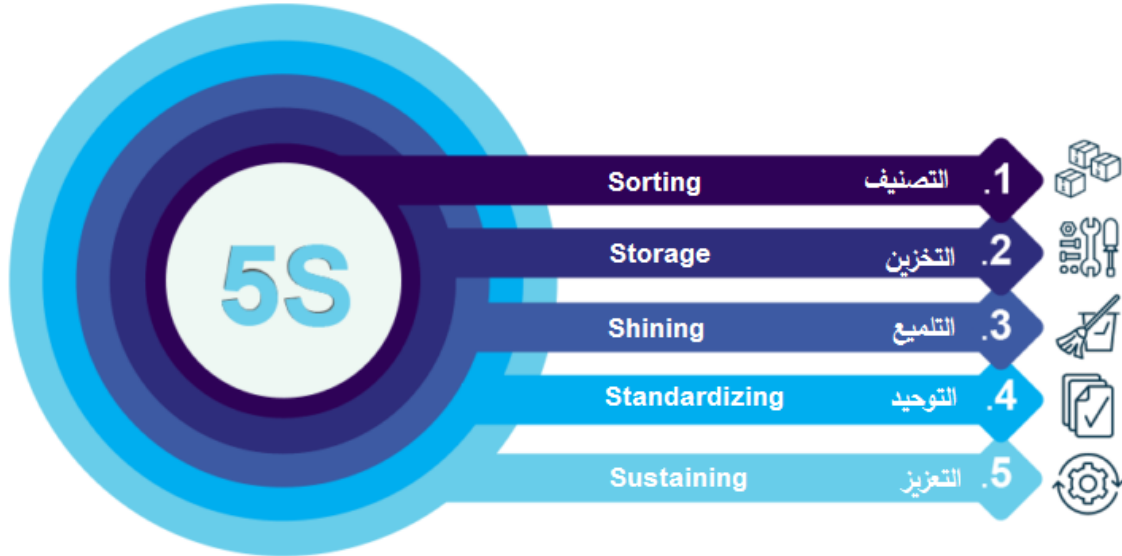 5S
Sorting التصنيف .1
Storage التخزين .2
Shining التلميع .3
Standardizing التوحيد .4
Sustaining التعزيز .5